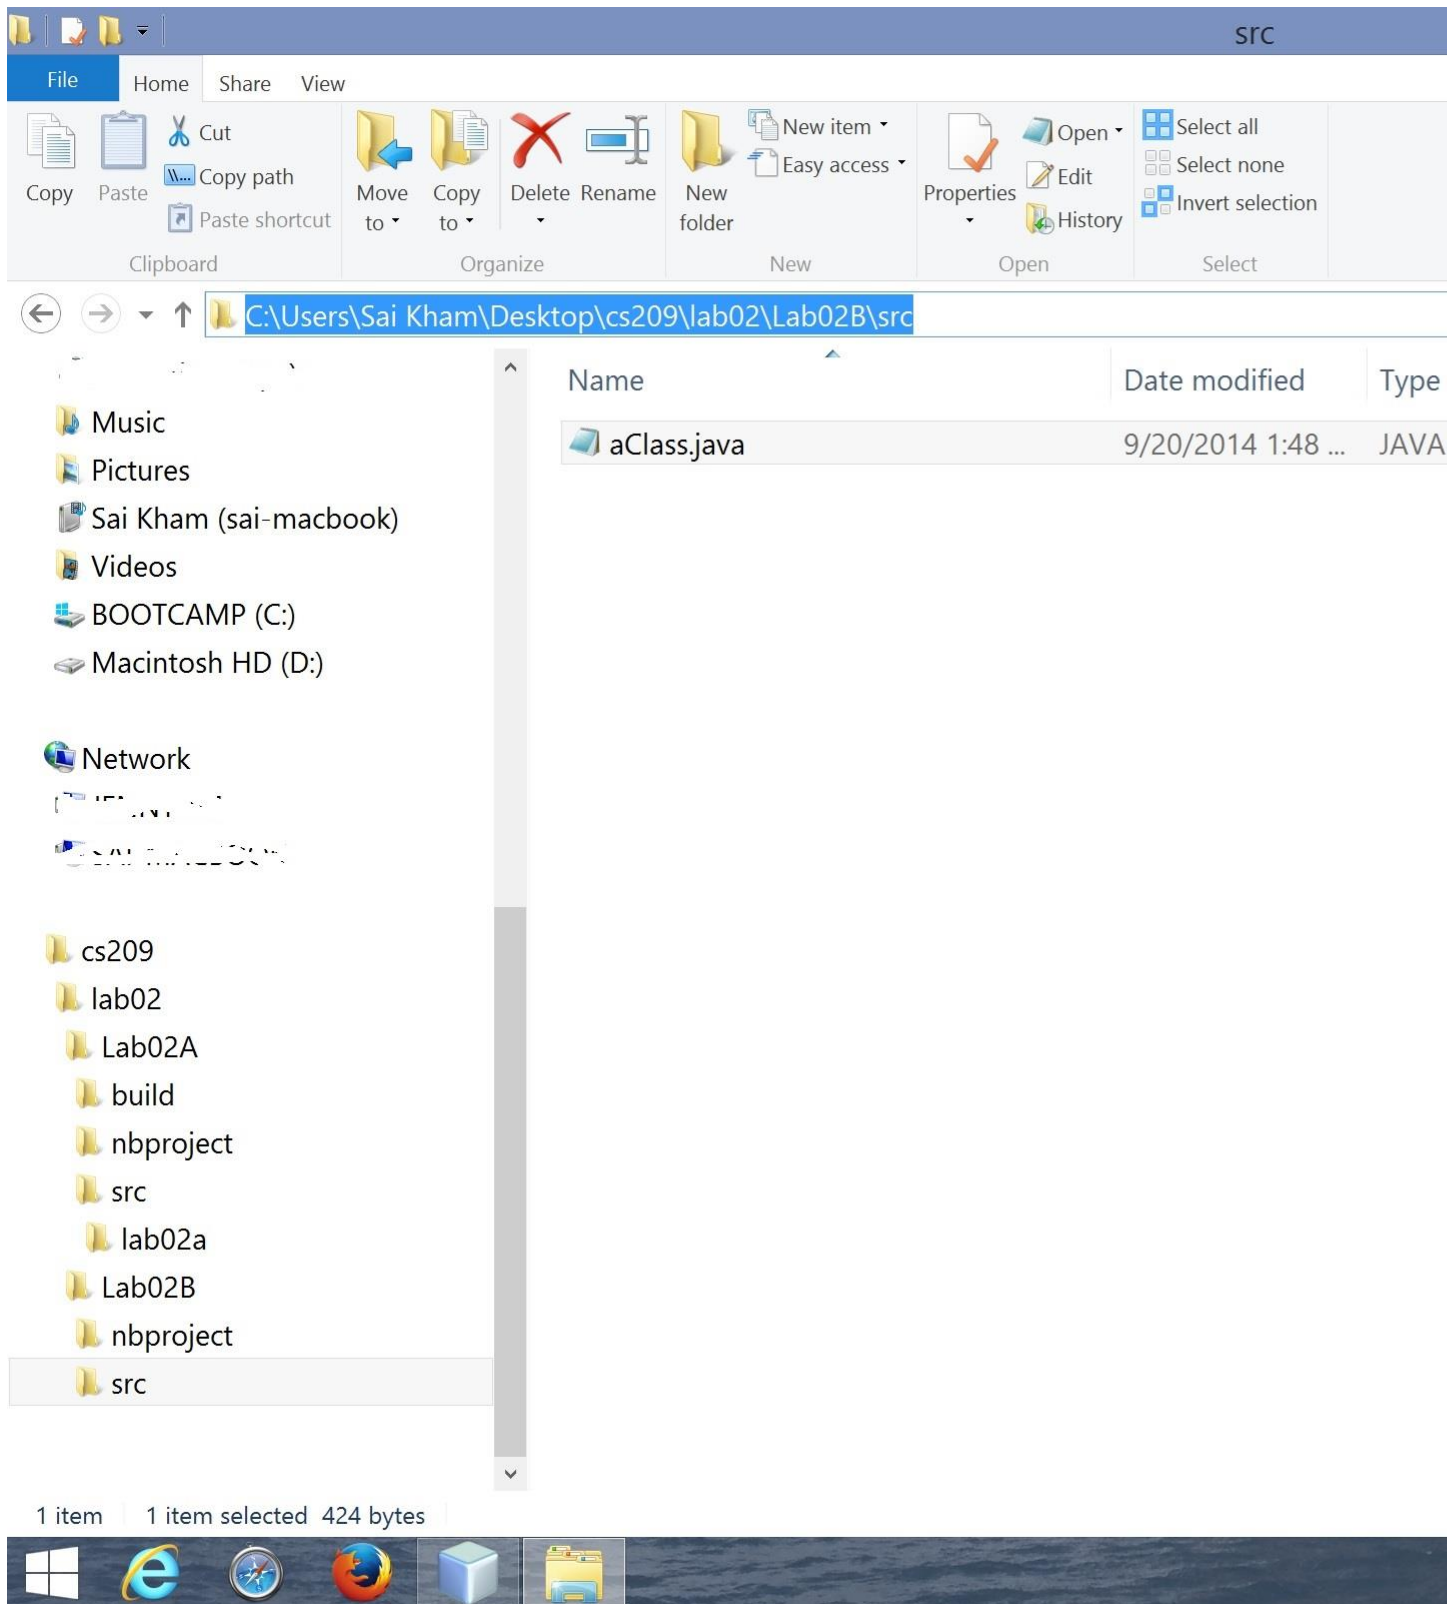 src
File Home Share View
Copy
Paste
Cut
Copy path
Paste shortcut
Clipboard
Move to
Copy to
Delete
Rename
Organize
New folder
New item
Easy access
New
Properties
Open
Edit
History
Open
Select all
Select none
Invert selection
Select
C:\Users\Sai Kham\Desktop\cs209\lab02\Lab02B\src
Name Date modified Type
aClass.java 9/20/2014 1:48 ... JAVA
Music
Pictures
Sai Kham (sai-macbook)
Videos
BOOTCAMP (C:)
Macintosh HD (D:)
Network
cs209
lab02
Lab02A
build
nbproject
src
lab02a
Lab02B
nbproject
src
1 item 1 item selected 424 bytes